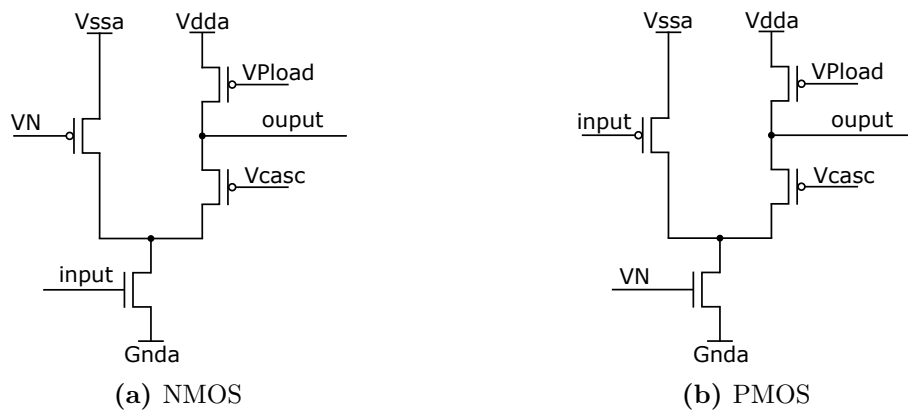 Vssa
Vdda
VPload
VN
ouput
Vcasc
input
Gnda
(a) NMOS
Vssa
Vdda
VPload
input
ouput
Vcasc
VN
Gnda
(b) PMOS